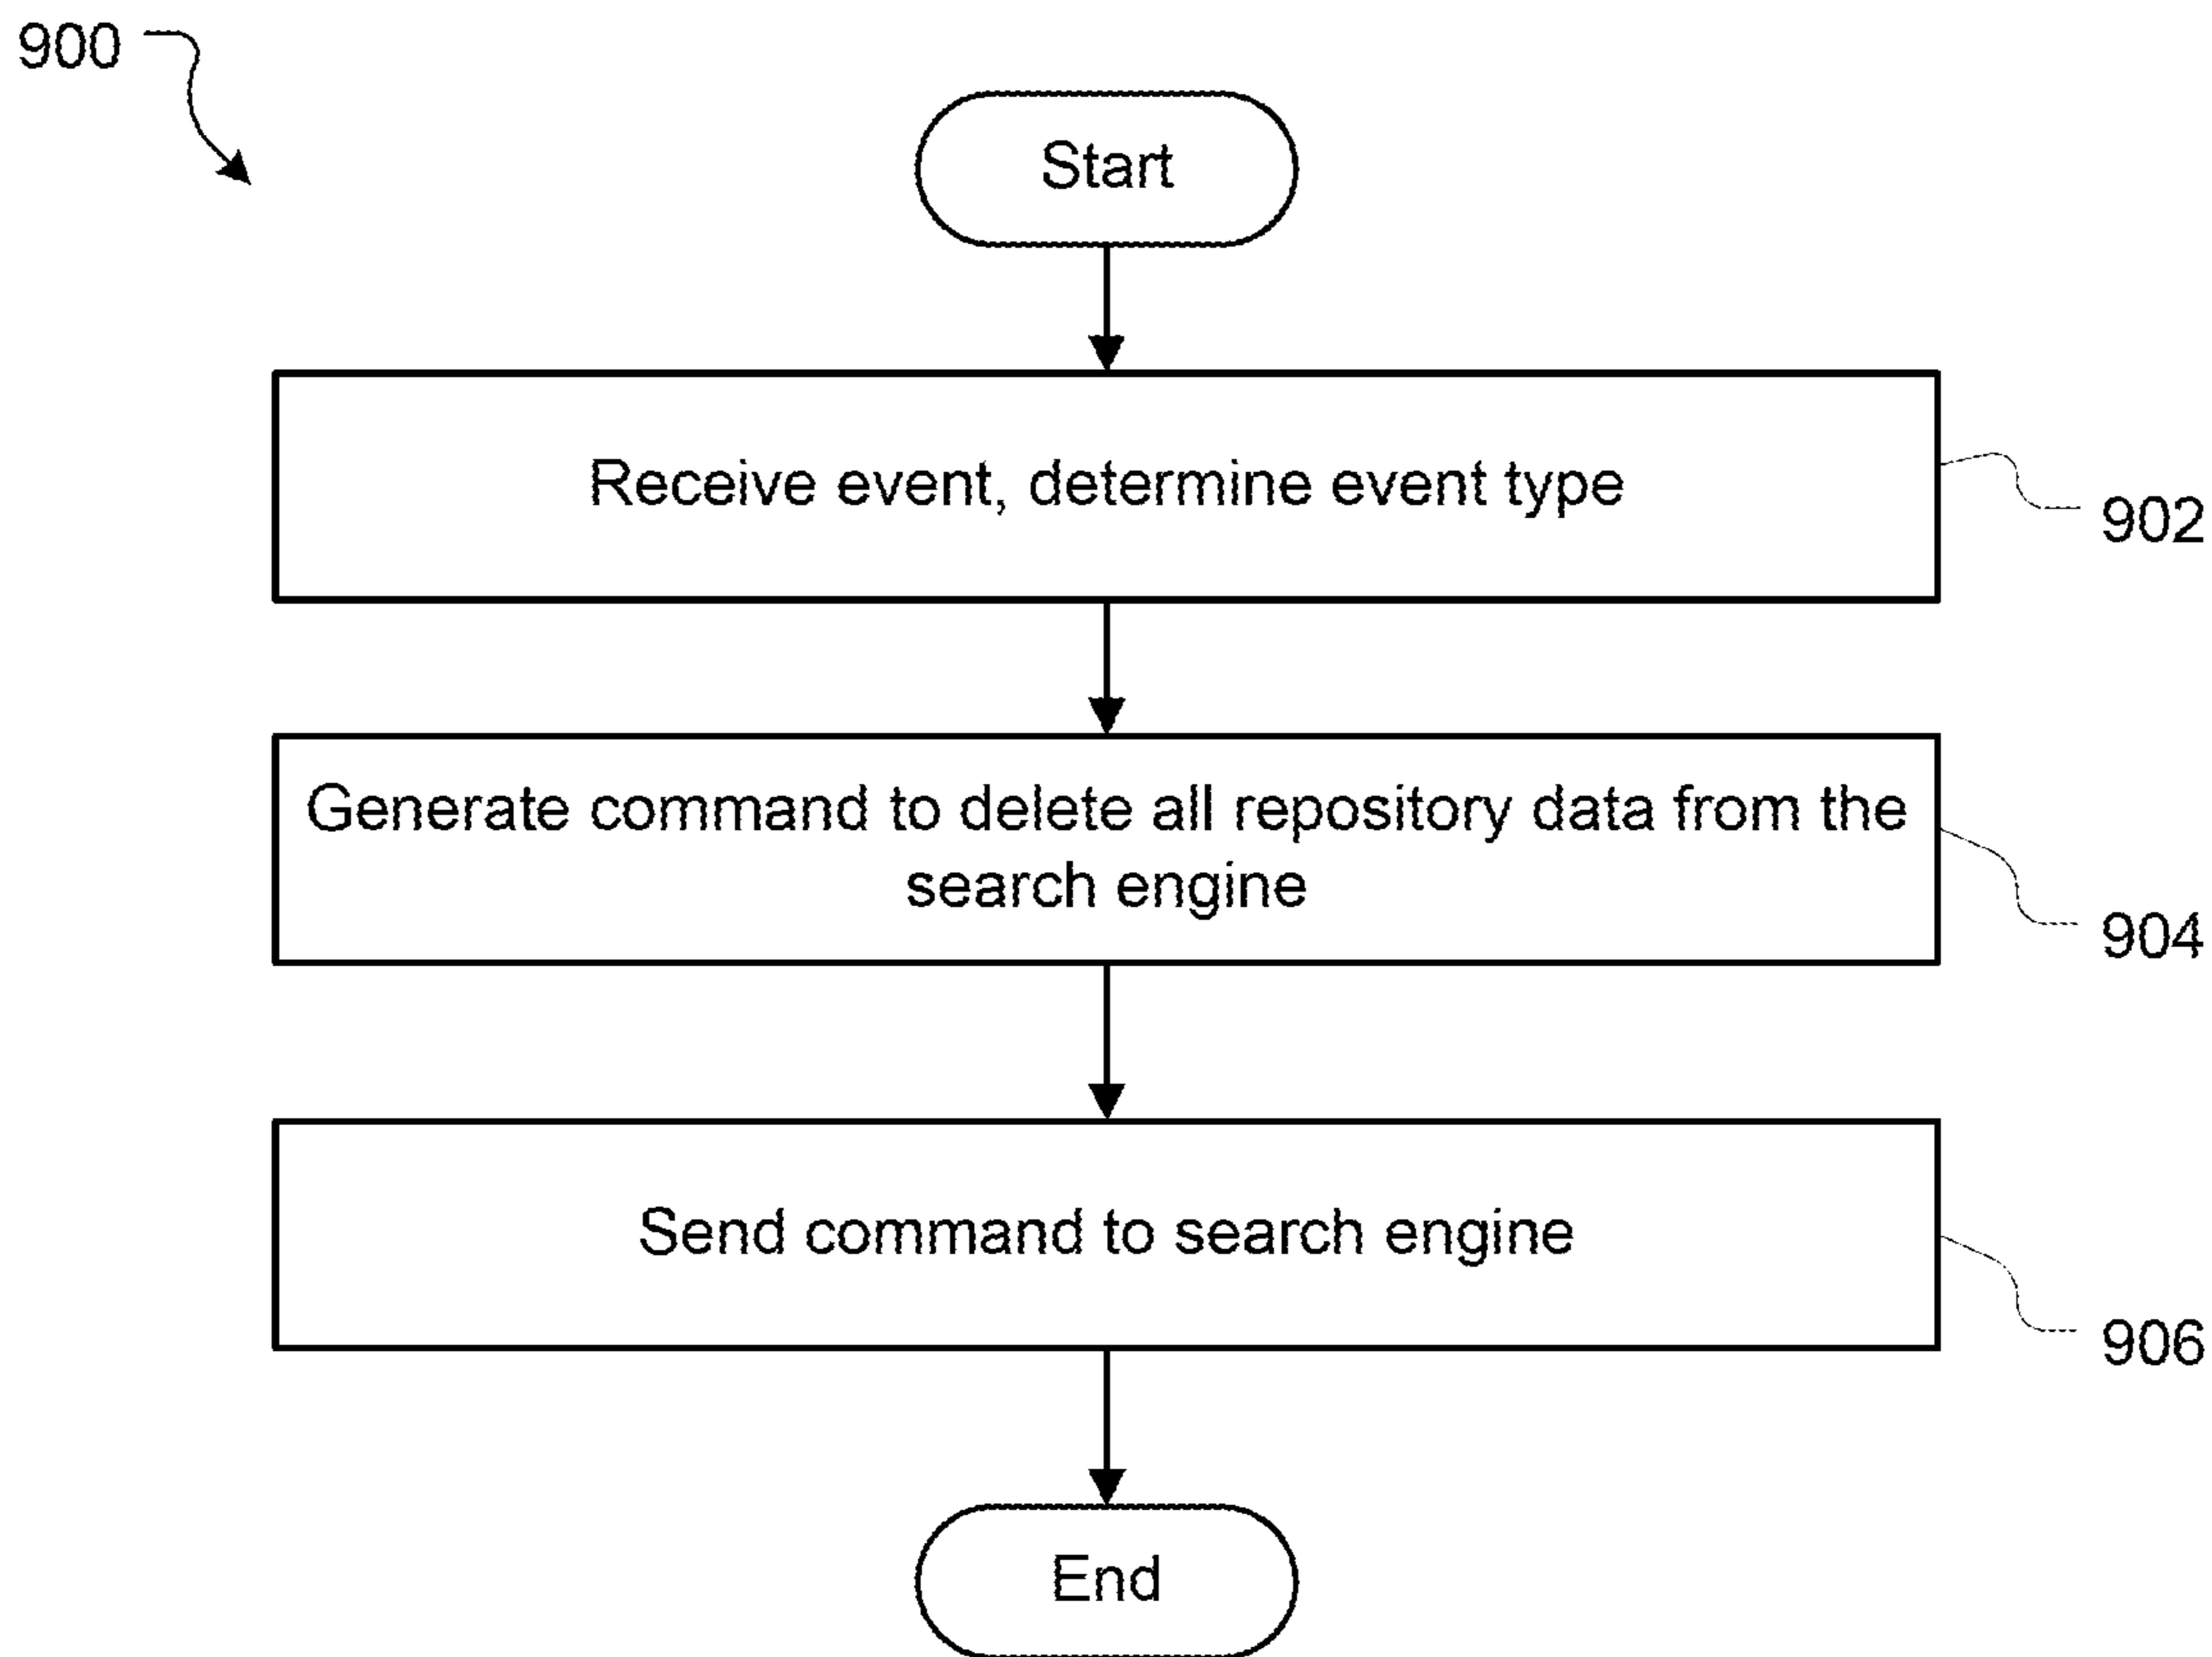 900
Start
Receive event, determine event type
902
Generate command to delete all repository data from the
search engine
904
Send command to search engine
906
End